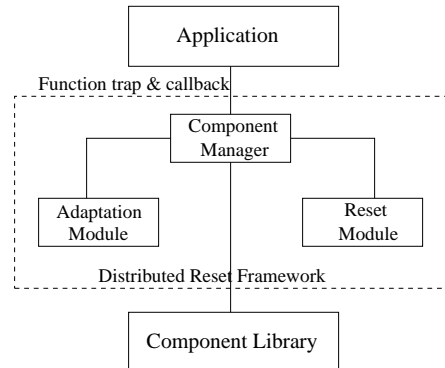 Application
Function trap & callback
Component
Manager
Adaptation
Module
Reset
Module
Distributed Reset Framework
Component Library